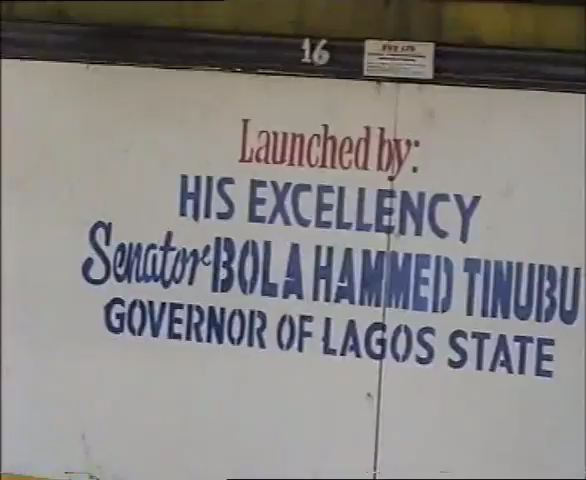 16
Launched by:
HIS EXCELLENCY
Senator BOLA HAMMED TINUBU
GOVERNOR OF LAGOS STATE